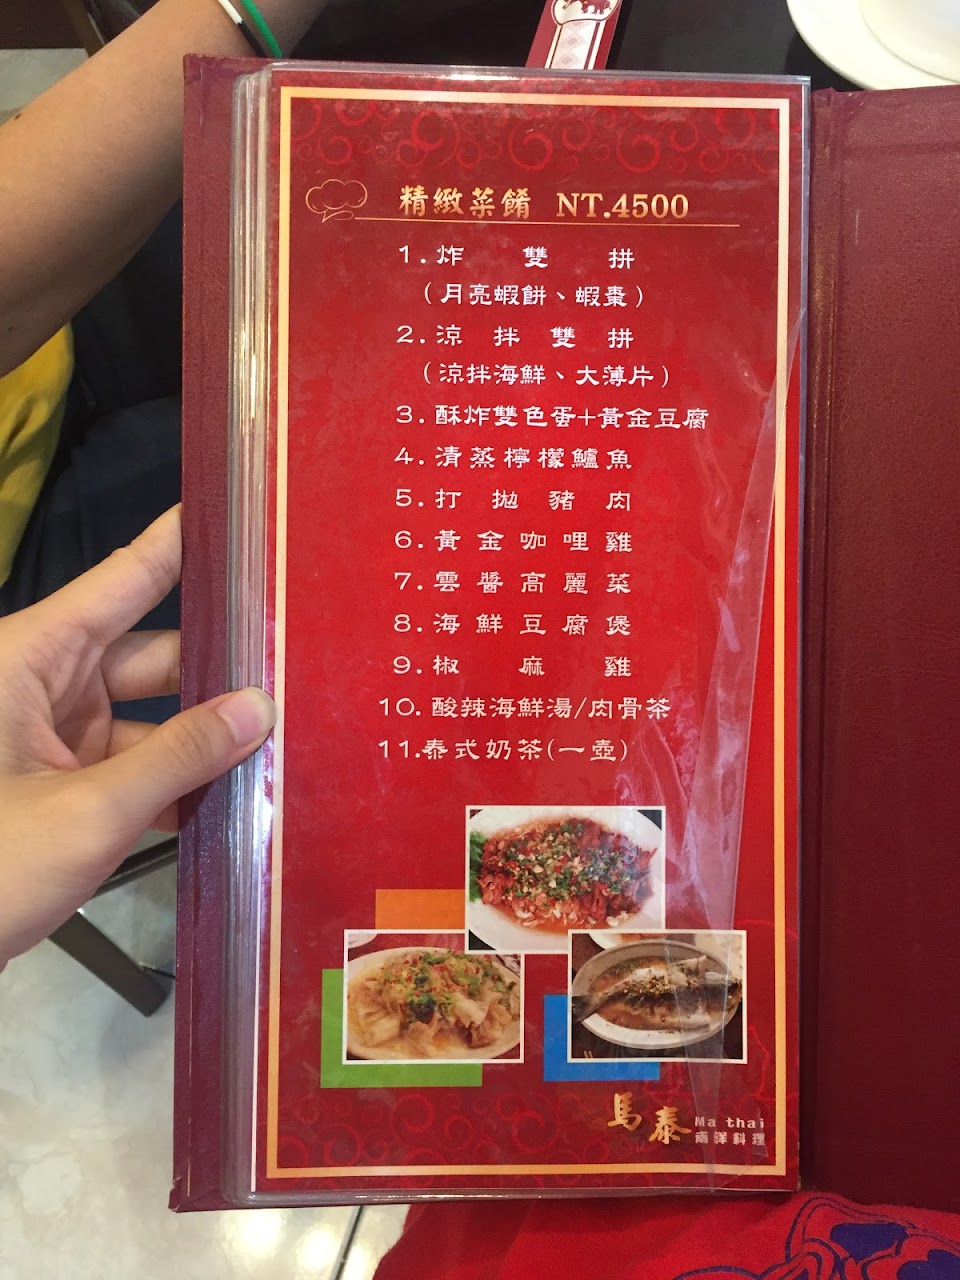 精緻菜餚 NT.4500
1.炸雙拼
（月亮蝦餅、蝦棗）
2.涼拌雙拼
（涼拌海鮮、大薄片）
3.酥炸雙色蛋+黃金豆腐
4.清蒸檸檬鱸魚
5.打拋豬肉
6.黃金咖哩雞
7.雲醬高麗菜
8.海鮮豆腐煲
9.椒麻雞
10.酸辣海鮮湯/肉骨茶
11.泰式奶茶(一壺)
馬泰 Ma thai
南洋料理